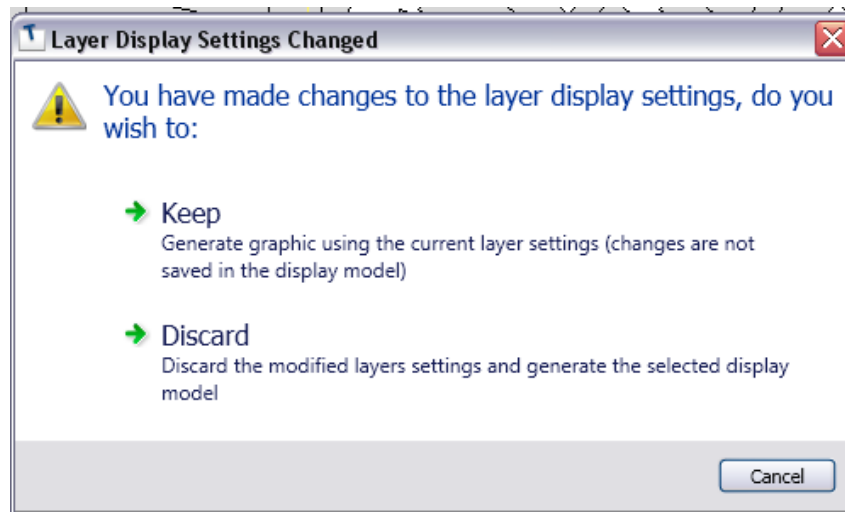 Layer Display Settings Changed
You have made changes to the layer display settings, do you
wish to:
Keep
Generate graphic using the current layer settings (changes are not
saved in the display model)
Discard
Discard the modified layers settings and generate the selected display
model
Cancel